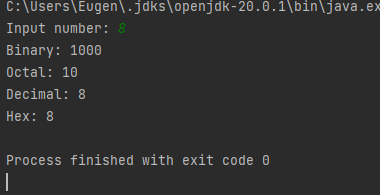 C:\Users\Eugen\.jdks\openjdk-20.0.1\bin\java.ex
Input number: 8
Binary: 1000
Octal: 10
Decimal: 8
Hex: 8
Process finished with exit code 0